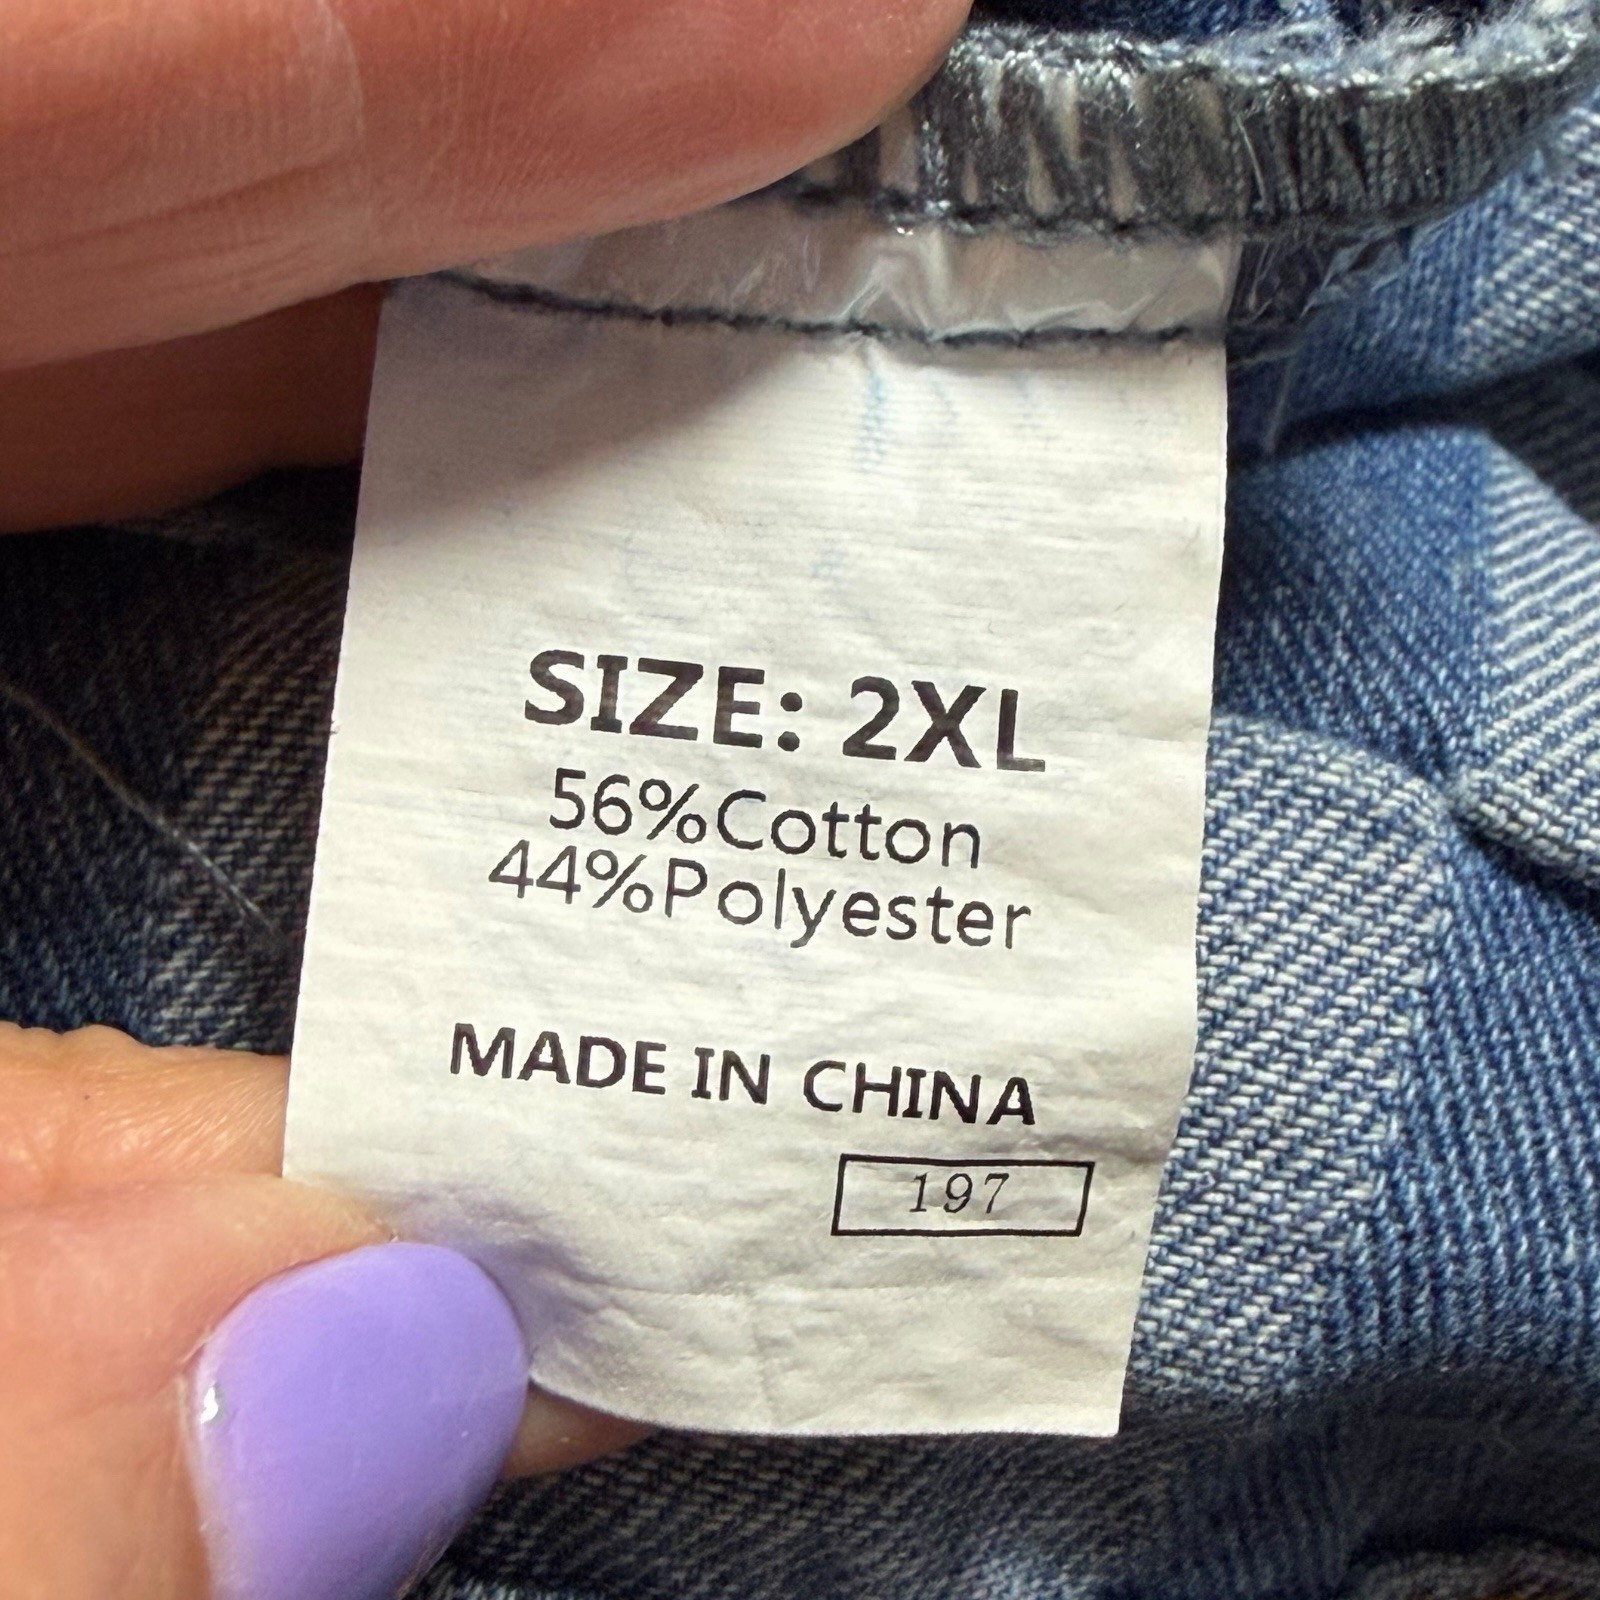 SIZE: 2XL
56%Cotton
44%Polyester
MADE IN CHINA
197